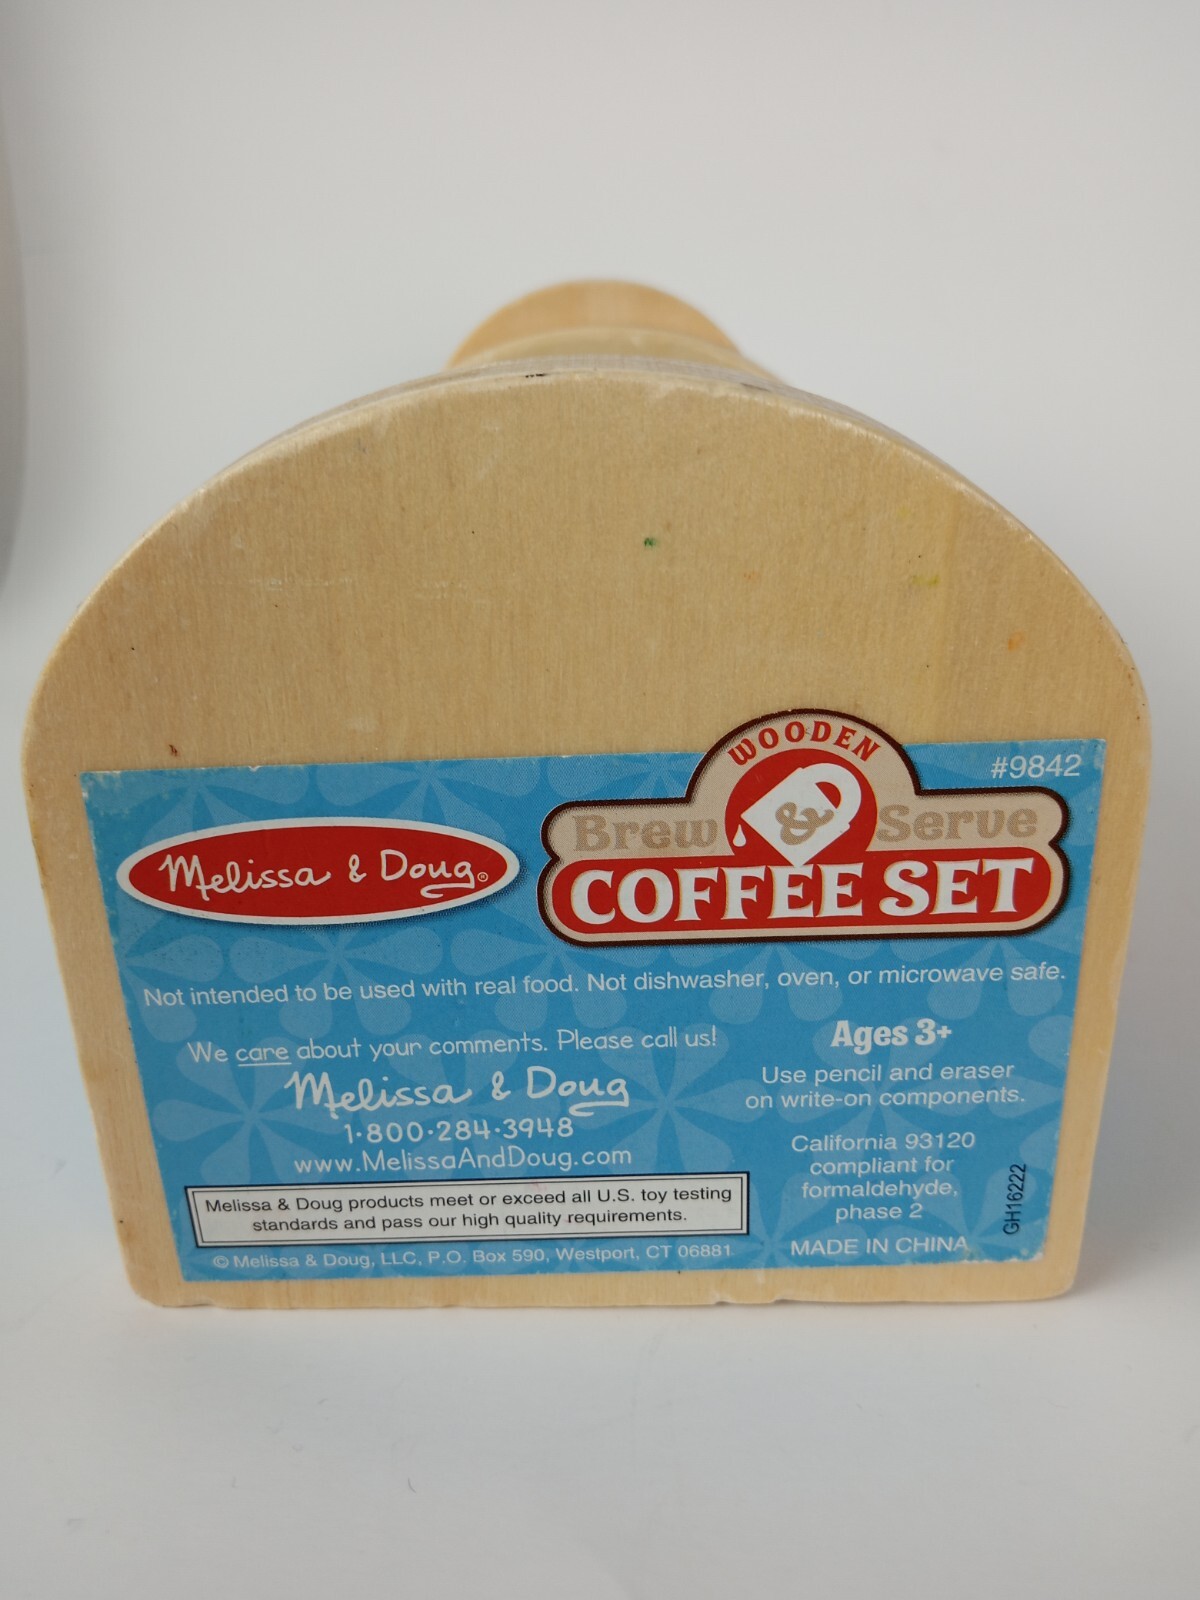 WOODEN
#9842
Brew & Serve
Melissa & Doug®
COFFEE SET
Not intended to be used with real food. Not dishwasher, oven, or microwave safe.
We care about your comments. Please call us!
Melissa & Doug
1·800·284·3948
www.MelissaAndDoug.com
Melissa & Doug products meet or exceed all U.S. toy testing
standards and pass our high quality requirements.
© Melissa & Doug, LLC, P.O. Box 590, Westport, CT 06881
Ages 3+
Use pencil and eraser
on write-on components.
California 93120
compliant for
formaldehyde,
phase 2
MADE IN CHINA
GH16222